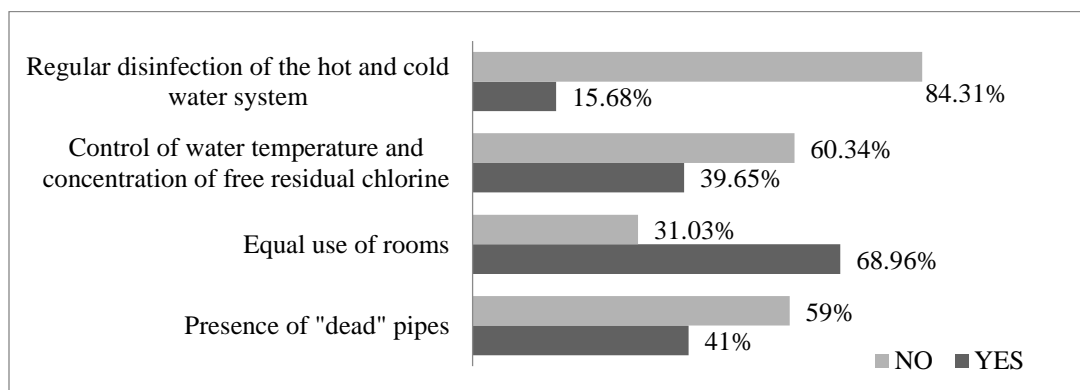 Regular disinfection of the hot and cold
water system
84.31%
15.68%
Control of water temperature and
concentration of free residual chlorine
60.34%
39.65%
Equal use of rooms
31.03%
68.96%
Presence of "dead" pipes
59%
41%
NO YES